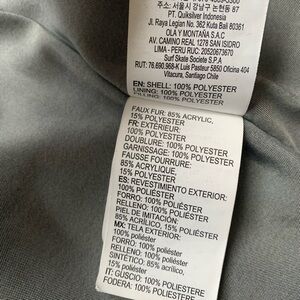 주소: 서울시 강남구 논현동 87
PT. Quiksilver Indonesia
Jl. Raya Legian No. 362 Kuta Bali 80361
OLA Y MONTAÑA S.A.C
AV. CAMINO REAL 1278 SAN ISIDRO
LIMA - PERU RUC: 20520673670
Surf Skate Societe S.P.A
RUT: 76.690.968-K Luis Pasteur 5850 Oficina 404
Vitacura, Santiago Chile
EN: SHELL: 100% POLYESTER
LINING: 100% POLYESTER
FILLING: 100% POLYESTER
FAUX FUR: 85% ACRYLIC,
15% POLYESTER
FR: EXTÉRIEUR:
100% POLYESTER
DOUBLURE: 100% POLYESTER
GARNISSAGE: 100% POLYESTER
FAUSSE FOURRURE:
85% ACRYLIQUE,
15% POLYESTER
ES: REVESTIMIENTO EXTERIOR:
100% POLIÉSTER
FORRO: 100% POLIÉSTER
RELLENO: 100% POLIÉSTER
PIEL DE IMITACIÓN:
85% ACRÍLICO, 15% POLIÉSTER
MX: TELA EXTERIOR:
100% poliéster
FORRO: 100% poliéster
RELLENO: 100% poliéster
SINTÉTICO: 85% acrílico,
15% poliéster
IT: GUSCIO: 100% POLIESTERE
FODERA: 100% POLIESTERE